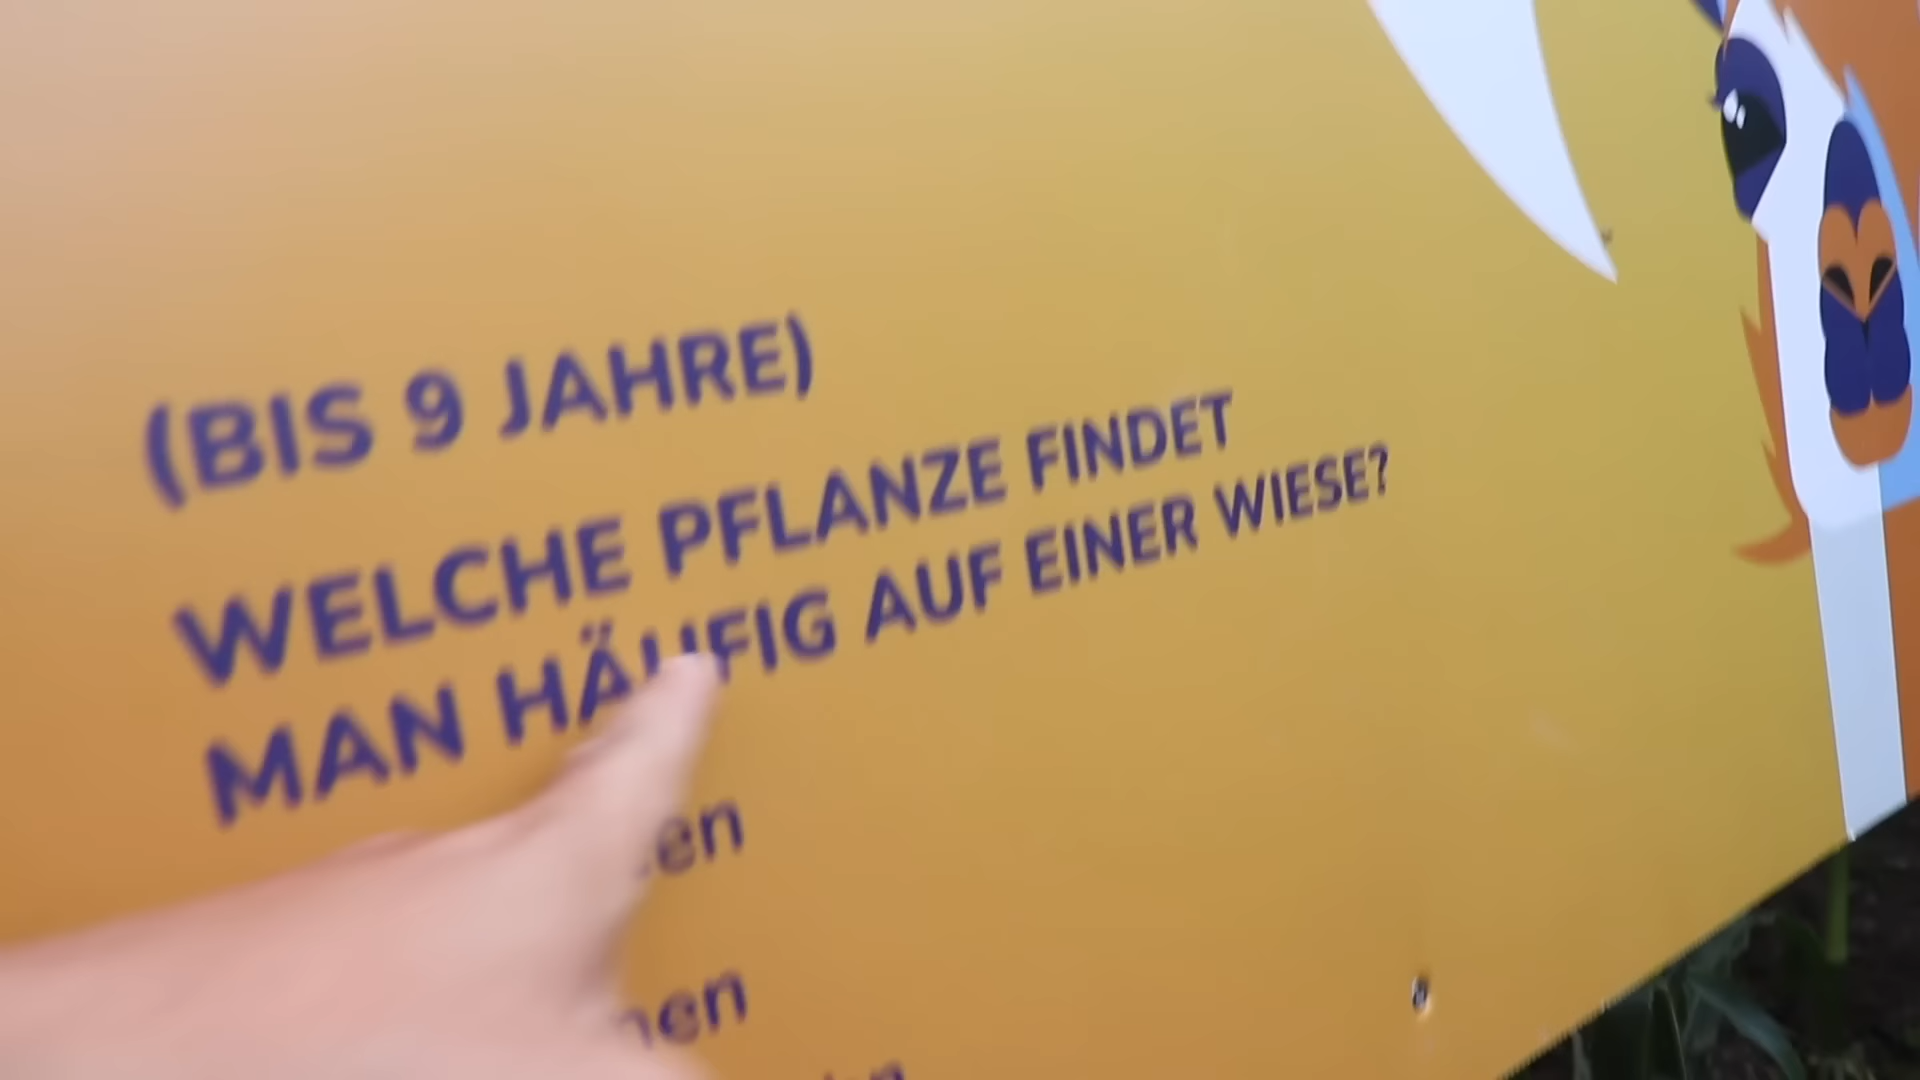 (BIS 9 JAHRE)
WELCHE PFLANZE FINDET
MAN HÄUFIG AUF EINER WIESE?